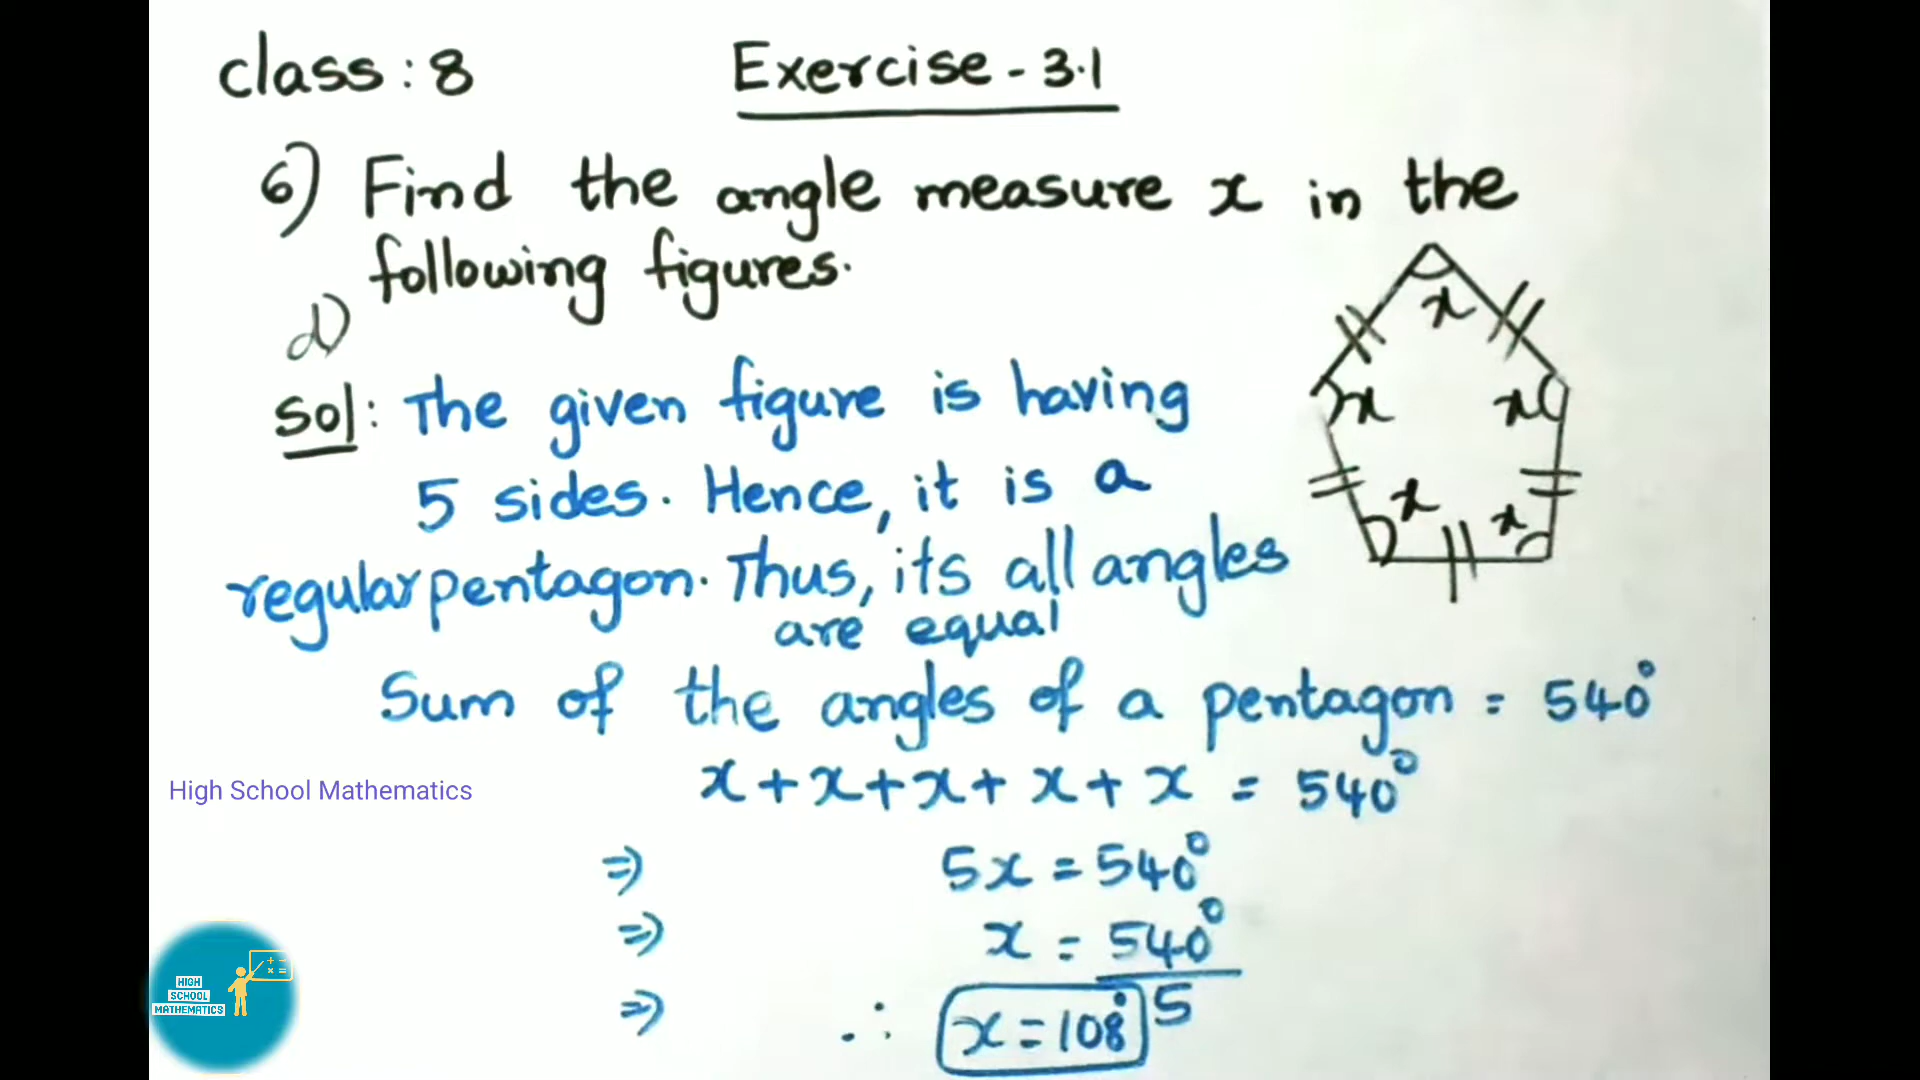 class: 8
Exercise - 3.1
6) Find the angle measure x in the
following figures.
d)
x
x
x
x
x
Sol: The given figure is having
5 sides. Hence, it is a
regular pentagon. Thus, its all angles
are equal
Sum of the angles of a pentagon = 540°
x + x + x + x + x = 540°
High School Mathematics
⇒ 5x = 540°
⇒ x = 540°
5
⇒ ∴ x = 108°
HIGH
SCHOOL
MATHEMATICS